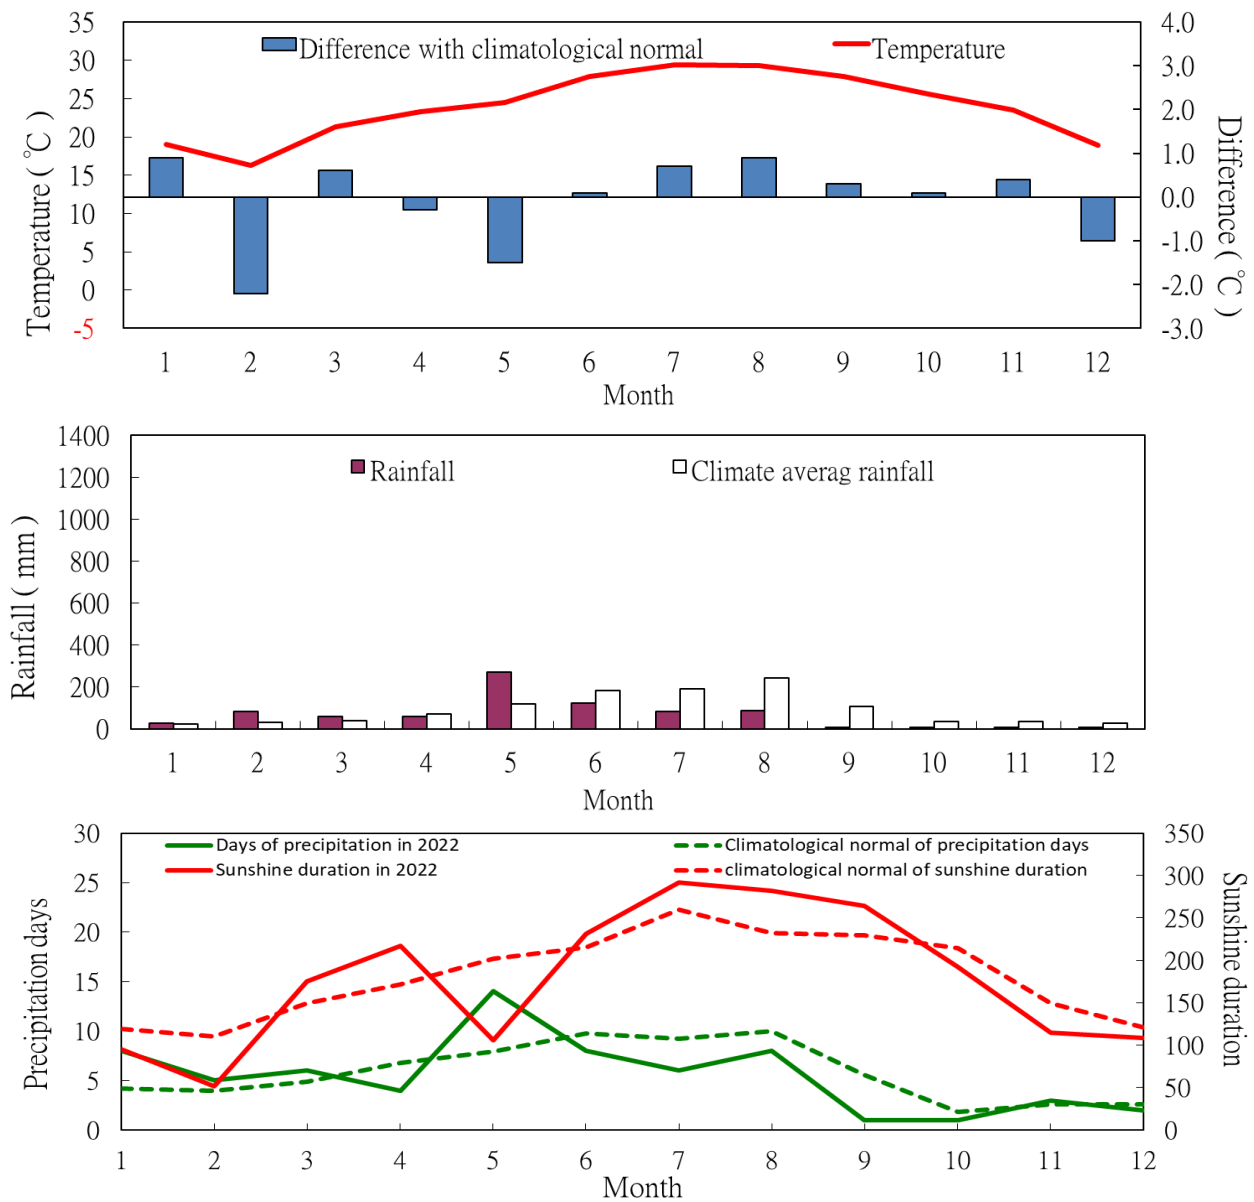 35
30
25
20
15
10
5
0
-5
4.0
3.0
2.0
1.0
0.0
-1.0
-2.0
-3.0
Temperature ( ℃ )
Difference ( ℃ )
Difference with climatological normal
Temperature
1 2 3 4 5 6 7 8 9 10 11 12
Month
1400
1200
1000
800
600
400
200
0
Rainfall ( mm )
Rainfall
Climate averag rainfall
1 2 3 4 5 6 7 8 9 10 11 12
Month
30
25
20
15
10
5
0
350
300
250
200
150
100
50
0
Precipitation days
Sunshine duration
Days of precipitation in 2022
Climatological normal of precipitation days
Sunshine duration in 2022
climatological normal of sunshine duration
1 2 3 4 5 6 7 8 9 10 11 12
Month